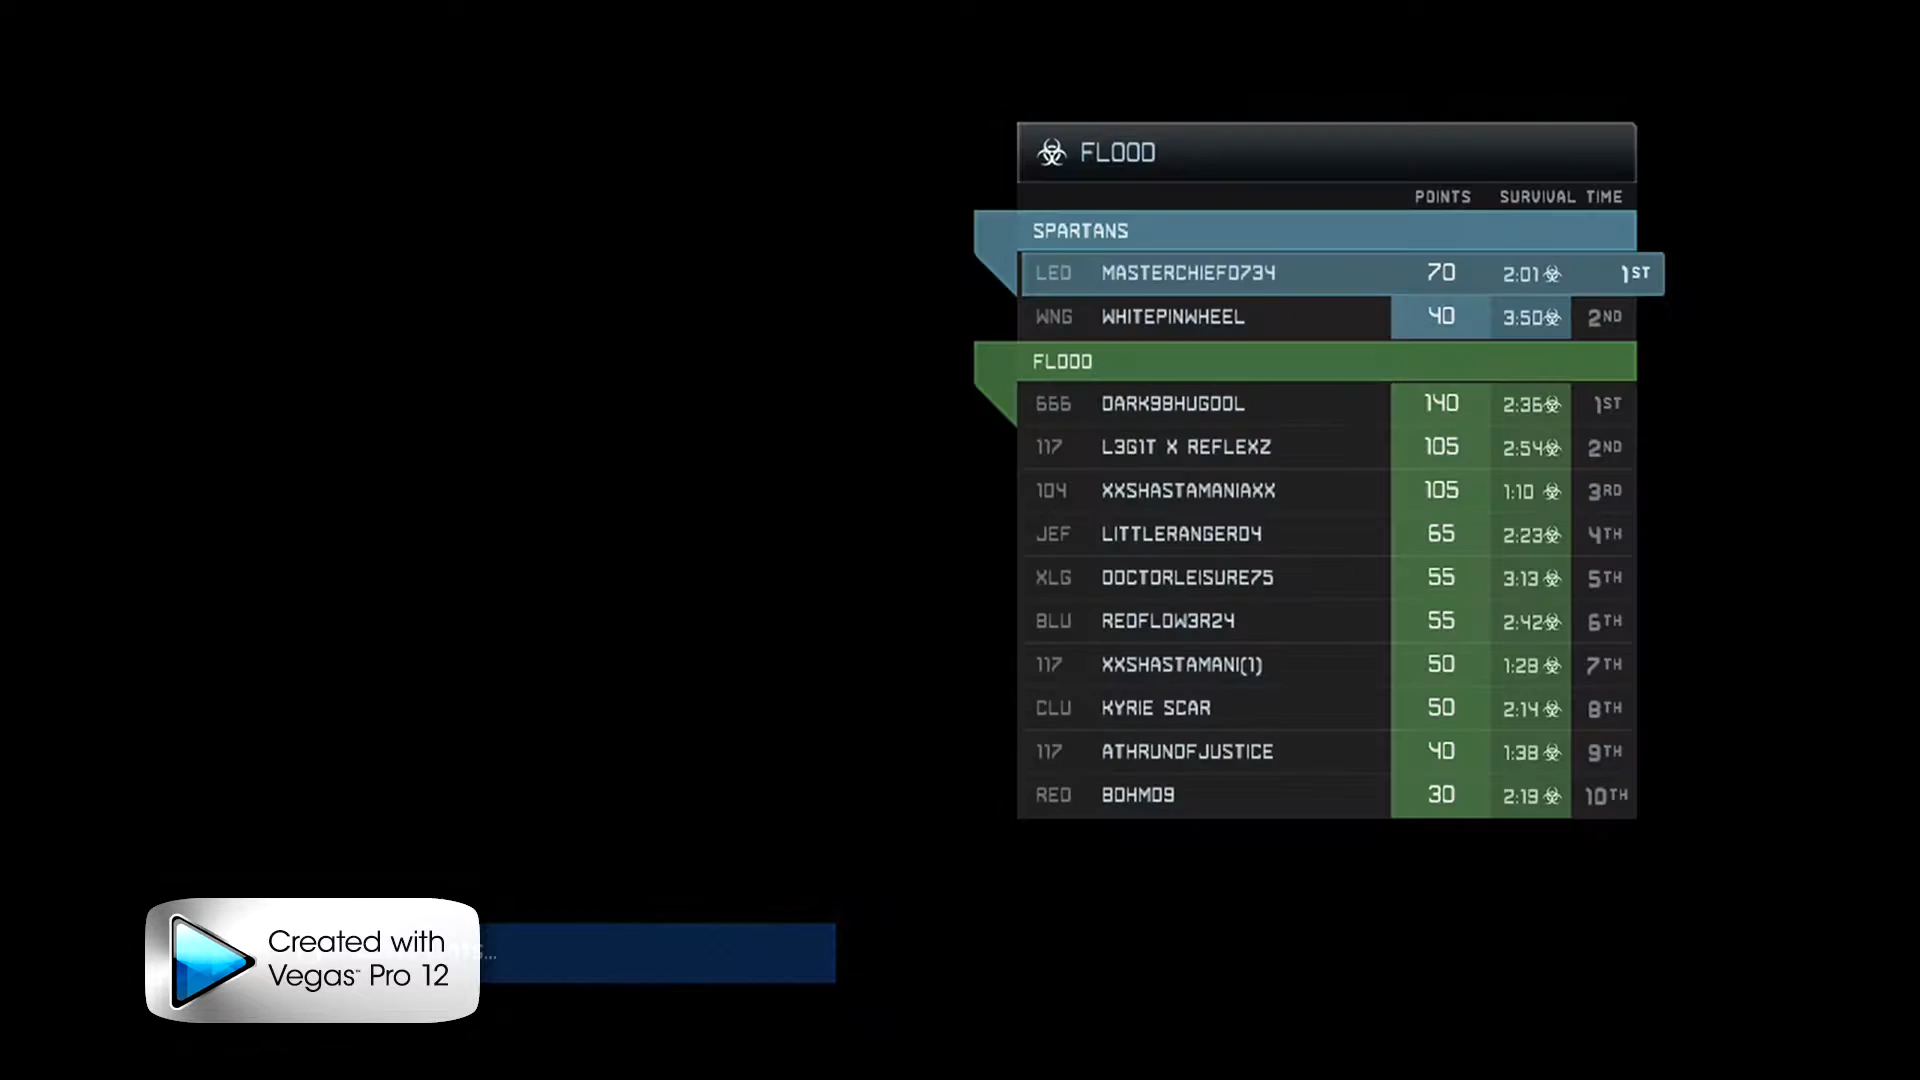 FLOOD
POINTS SURVIVAL TIME
SPARTANS
LEO MASTERCHIEF0734 70 2:01 1ST
WNG WHITEPINWHEEL 40 3:50 2ND
FLOOD
666 DARK98HUGOOL 140 2:36 1ST
117 L3G1T X REFLEXZ 105 2:54 2ND
104 XXSHASTAMANIAXX 105 1:10 3RD
JEF LITTLERANGER04 65 2:23 4TH
XLG DOCTORLEISURE75 55 3:13 5TH
BLU REDFLOW3R24 55 2:42 6TH
117 XXSHASTAMANI(1) 50 1:28 7TH
CLU KYRIE SCAR 50 2:14 8TH
117 ATHRUNOFJUSTICE 40 1:38 9TH
RED BOHM09 30 2:19 10TH
Created with
Vegas™ Pro 12